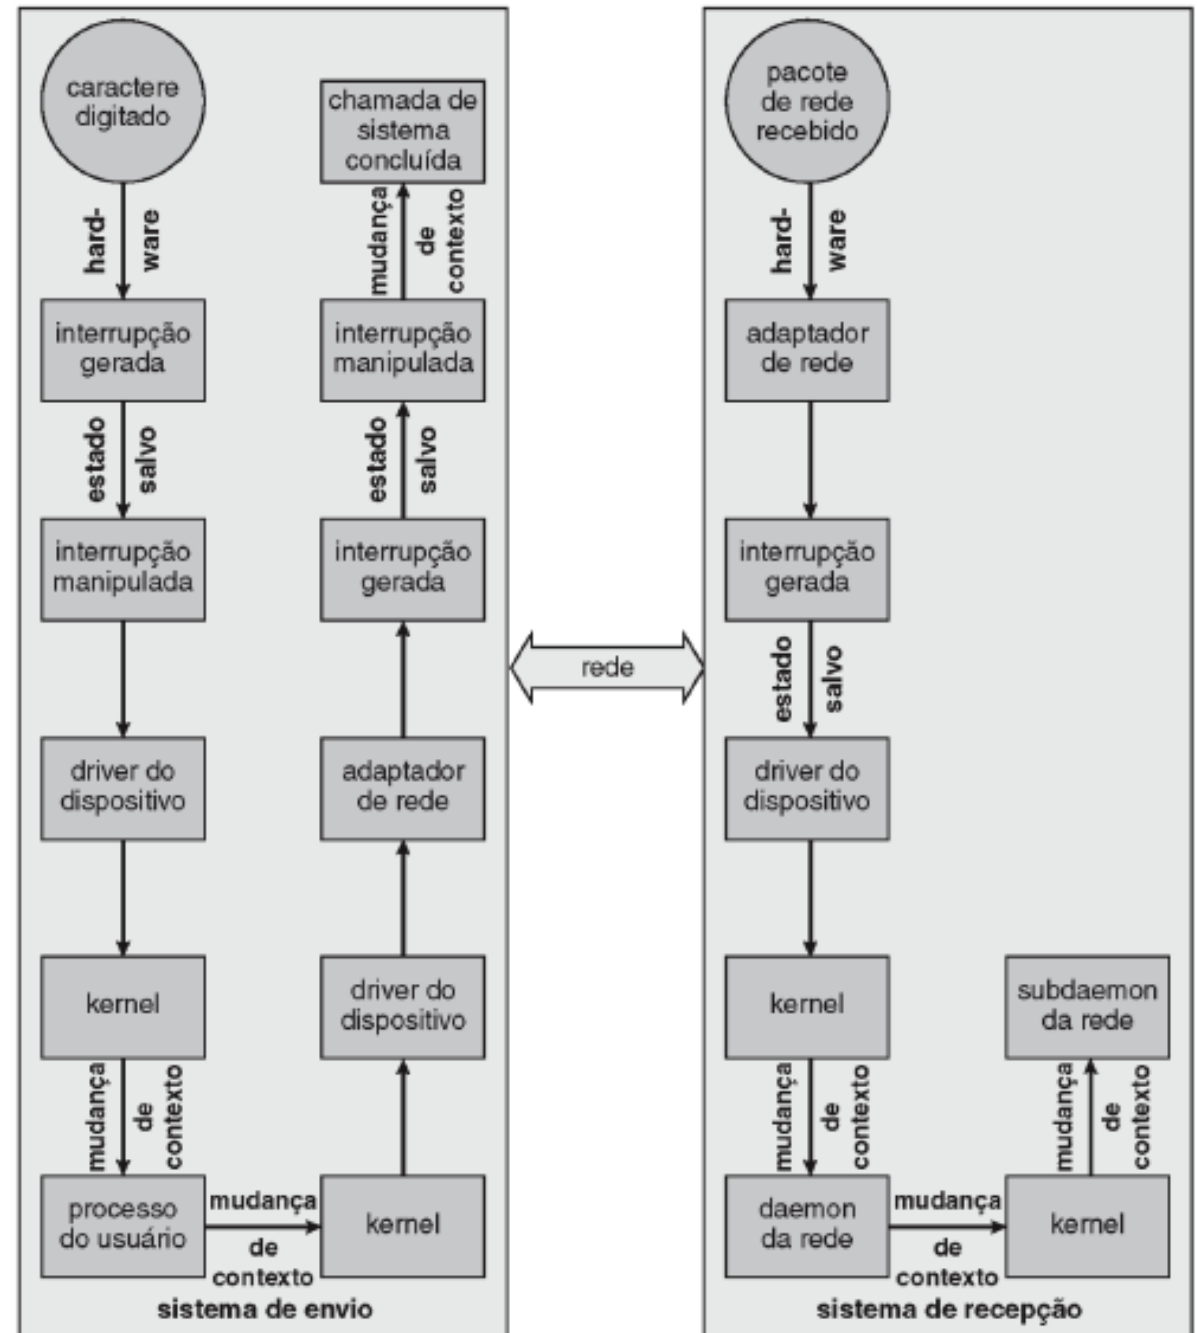 caractere
digitado
hard-
ware
interrupção
gerada
estado
salvo
interrupção
manipulada
driver do
dispositivo
kernel
mudança
de
contexto
processo
do usuário
mudança
de
contexto
kernel
driver do
dispositivo
adaptador
de rede
interrupção
gerada
estado
salvo
interrupção
manipulada
mudança
de
contexto
chamada de
sistema
concluída
sistema de envio
rede
pacote
de rede
recebido
hard-
ware
adaptador
de rede
interrupção
gerada
estado
salvo
driver do
dispositivo
kernel
mudança
de
contexto
daemon
da rede
mudança
de
contexto
kernel
mudança
de
contexto
subdaemon
da rede
sistema de recepção